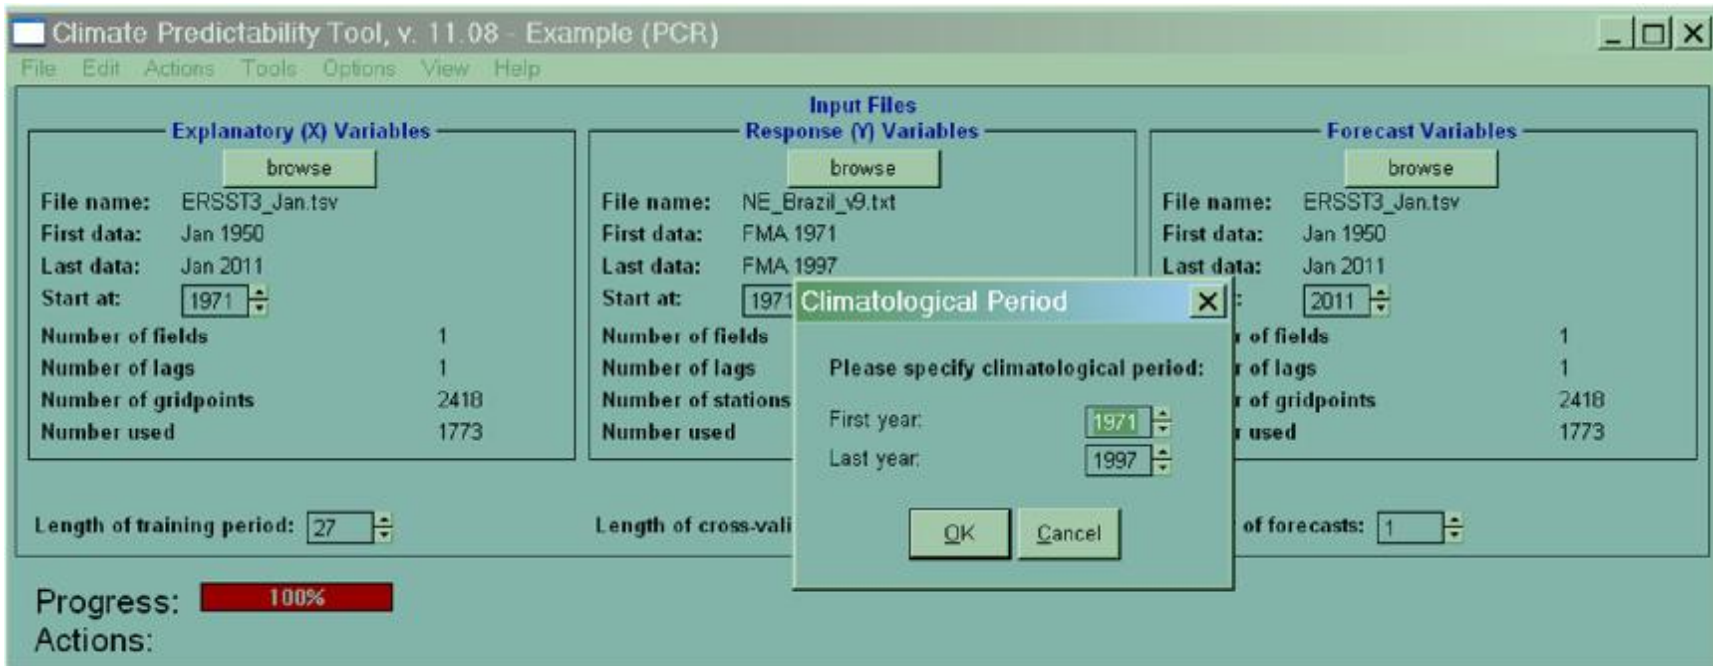 Climate Predictability Tool, v. 11.08 - Example (PCR)
File Edit Actions Tools Options View Help
Input Files
Explanatory (X) Variables
browse
File name: ERSST3_Jan.tsv
First data: Jan 1950
Last data: Jan 2011
Start at: 1971
Number of fields 1
Number of lags 1
Number of gridpoints 2418
Number used 1773
Response (Y) Variables
browse
File name: NE_Brazil_v9.txt
First data: FMA 1971
Last data: FMA 1997
Start at: 1971
Number of fields
Number of lags
Number of stations
Number used
Forecast Variables
browse
File name: ERSST3_Jan.tsv
First data: Jan 1950
Last data: Jan 2011
2011
of fields 1
of lags 1
of gridpoints 2418
used 1773
Climatological Period
Please specify climatological period:
First year: 1971
Last year: 1997
OK Cancel
Length of training period: 27
Length of cross-vali
of forecasts: 1
Progress: 100%
Actions: